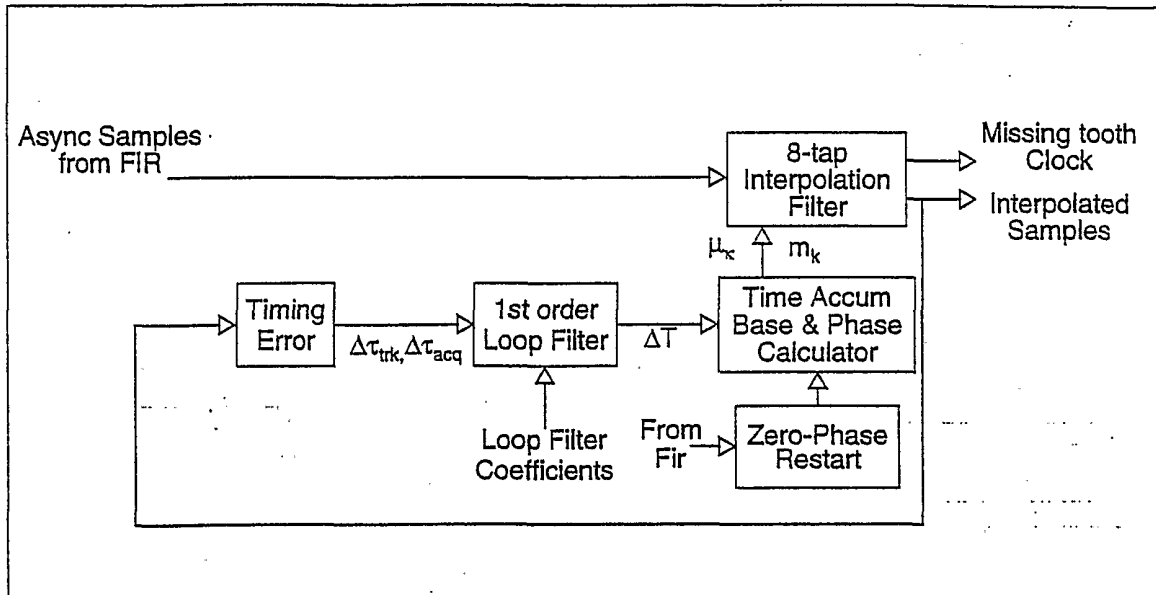 Async Samples
from FIR
8-tap
Interpolation
Filter
Missing tooth
Clock
Interpolated
Samples
μκ mk
Timing
Error
Δτtrk,Δτacq
1st order
Loop Filter
ΔT
Time Accum
Base & Phase
Calculator
Loop Filter
Coefficients
From
Fir
Zero-Phase
Restart